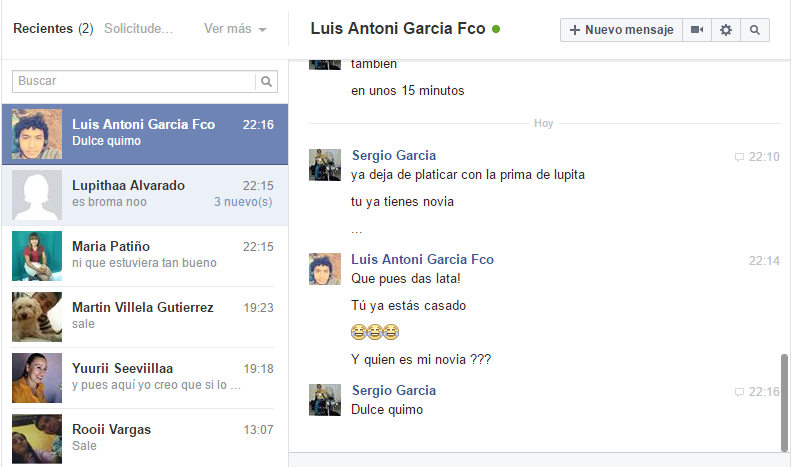 Recientes (2) Solicitude... Ver más
Buscar
Luis Antoni Garcia Fco 22:16
Dulce quimo
Lupithaa Alvarado 22:15
es broma noo 3 nuevo(s)
Maria Patiño 22:15
ni que estuviera tan bueno
Martin Villela Gutierrez 19:23
sale
Yuurii Seeviillaa 19:18
y pues aquí yo creo que si lo ...
Rooii Vargas 13:07
Sale
Luis Antoni Garcia Fco
Nuevo mensaje
tambien
en unos 15 minutos
Hoy
Sergio Garcia 22:10
ya deja de platicar con la prima de lupita
tu ya tienes novia
...
Luis Antoni Garcia Fco 22:14
Que pues das lata!
Tú ya estás casado
Y quien es mi novia ???
Sergio Garcia 22:16
Dulce quimo